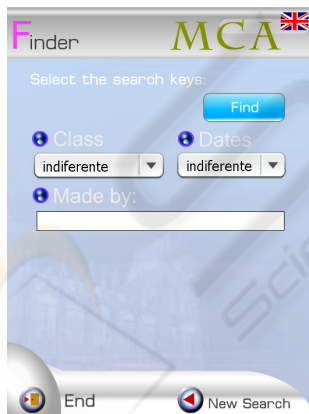 Finder MCA
Select the search keys:
Find
Class Dates
indiferente indiferente
Made by:
End New Search